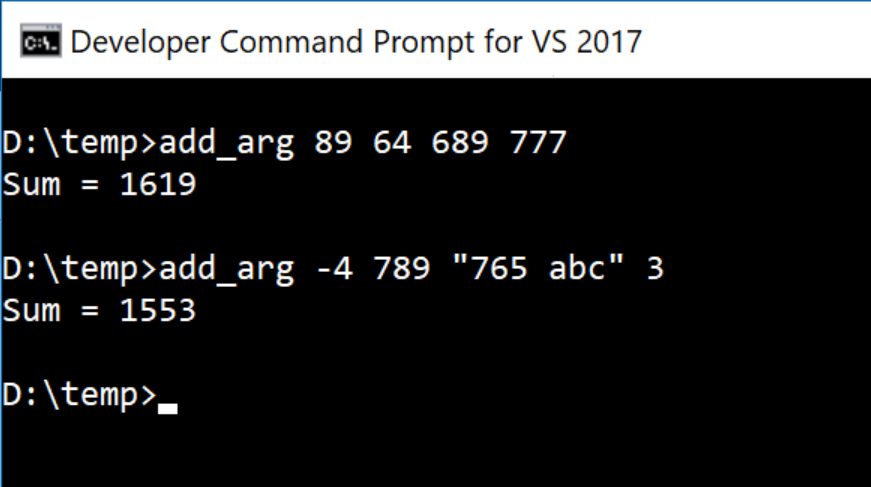 Developer Command Prompt for VS 2017
D:\temp>add_arg 89 64 689 777
Sum = 1619
D:\temp>add_arg -4 789 "765 abc" 3
Sum = 1553
D:\temp>